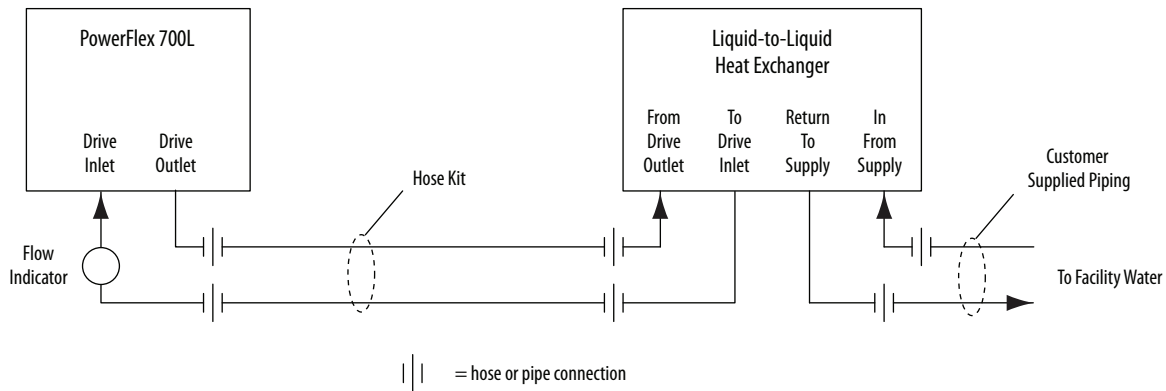 PowerFlex 700L
Drive
Inlet
Drive
Outlet
Liquid-to-Liquid
Heat Exchanger
From
Drive
Outlet
To
Drive
Inlet
Return
To
Supply
In
From
Supply
Hose Kit
Customer
Supplied Piping
Flow
Indicator
To Facility Water
= hose or pipe connection